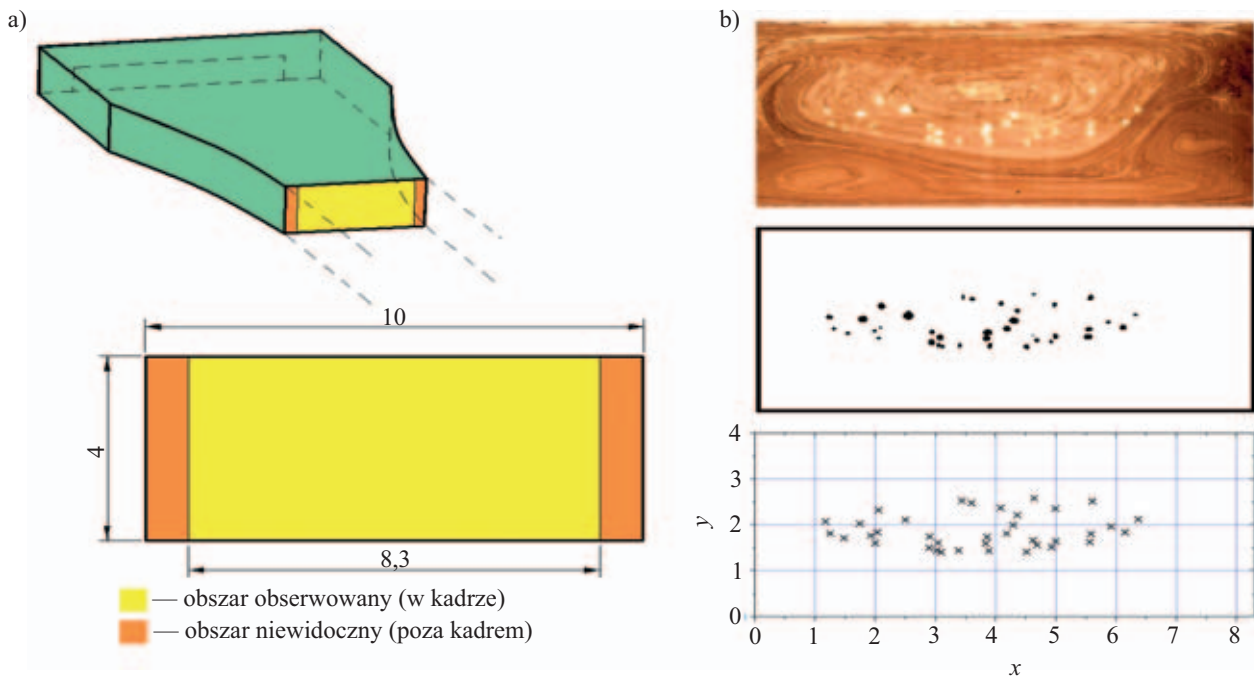 a)
10
4
8,3
— obszar obserwowany (w kadrze)
— obszar niewidoczny (poza kadrem)
b)
4
3
2
1
0
y
0 1 2 3 4 5 6 7 8
x